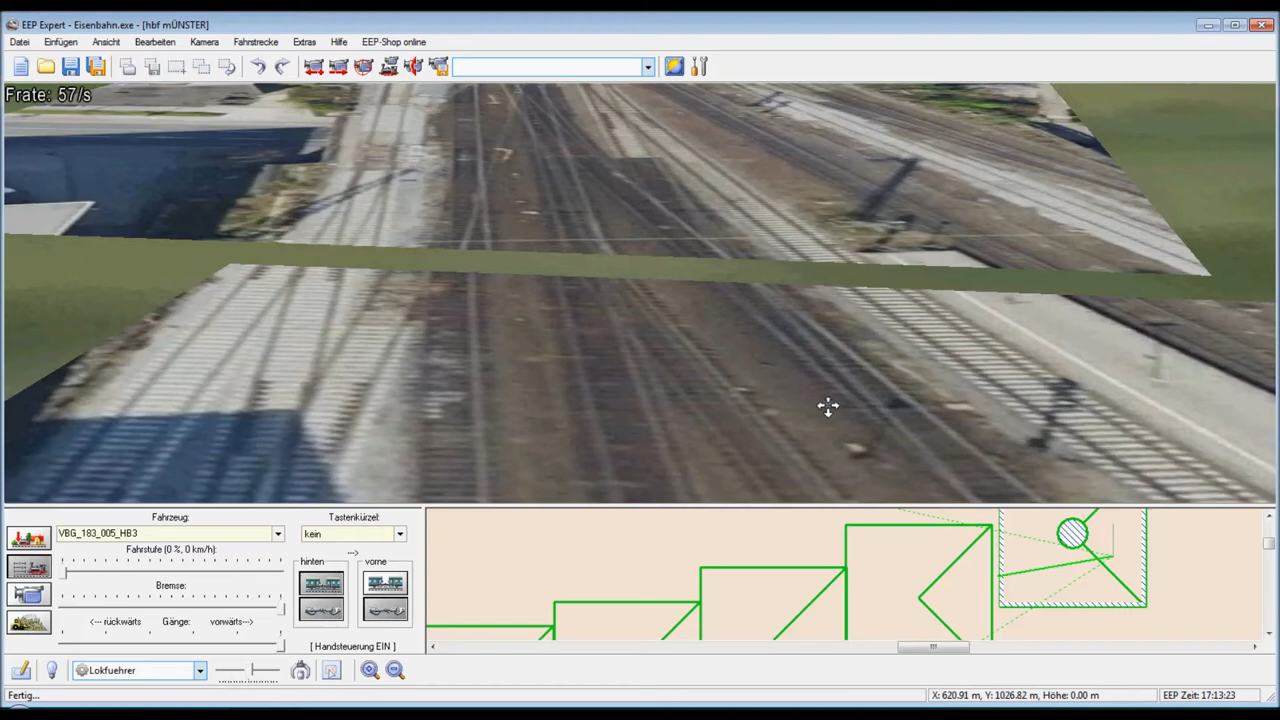 EEP Expert - Eisenbahn.exe - [hbf mÜNSTER]
Datei Einfügen Ansicht Bearbeiten Kamera Fahrstrecke Extras Hilfe EEP-Shop online
Frate: 57/s
Fahrzeug: Tastenkürzel:
VBG_183_005_HB3 kein
Fahrstufe (0 %, 0 km/h):
--->
hinten vorne
Bremse:
<--- rückwärts Gänge: vorwärts--->
[ Handsteuerung EIN ]
Lokfuehrer
Fertig... X: 620.91 m, Y: 1026.82 m, Höhe: 0.00 m EEP Zeit: 17:13:23